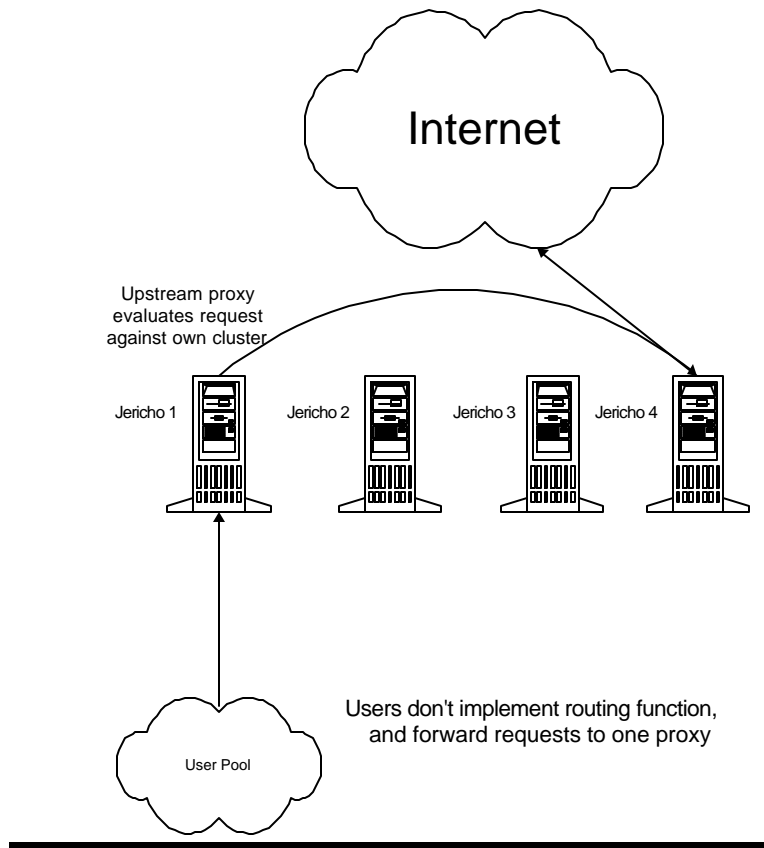 Internet
Upstream proxy
evaluates request
against own cluster
Jericho 1
Jericho 2
Jericho 3
Jericho 4
Users don't implement routing function,
and forward requests to one proxy
User Pool